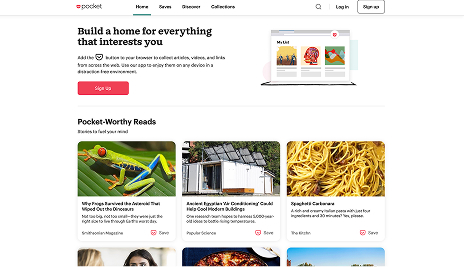 pocket
Home
Saves
Discover
Collections
Log in
Sign up
Build a home for everything
that interests you
Add the button to your browser to collect articles, videos, and links
from across the web. Use our app to enjoy them on any device in a
distraction-free environment.
Sign Up
My List
Pocket-Worthy Reads
Stories to fuel your mind
Why Frogs Survived the Asteroid That
Wiped Out the Dinosaurs
Not too big, not too small—they were just the
right size to live through Earth's worst day.
Smithsonian Magazine
Save
Ancient Egyptian 'Air Conditioning' Could
Help Cool Modern Buildings
One research team hopes to harness 3,000-year
old ideas to battle rising temperatures.
Popular Science
Save
Spaghetti Carbonara
A rich and creamy Italian pasta with just four
ingredients and 30 minutes? Yes, please.
The Kitchn
Save